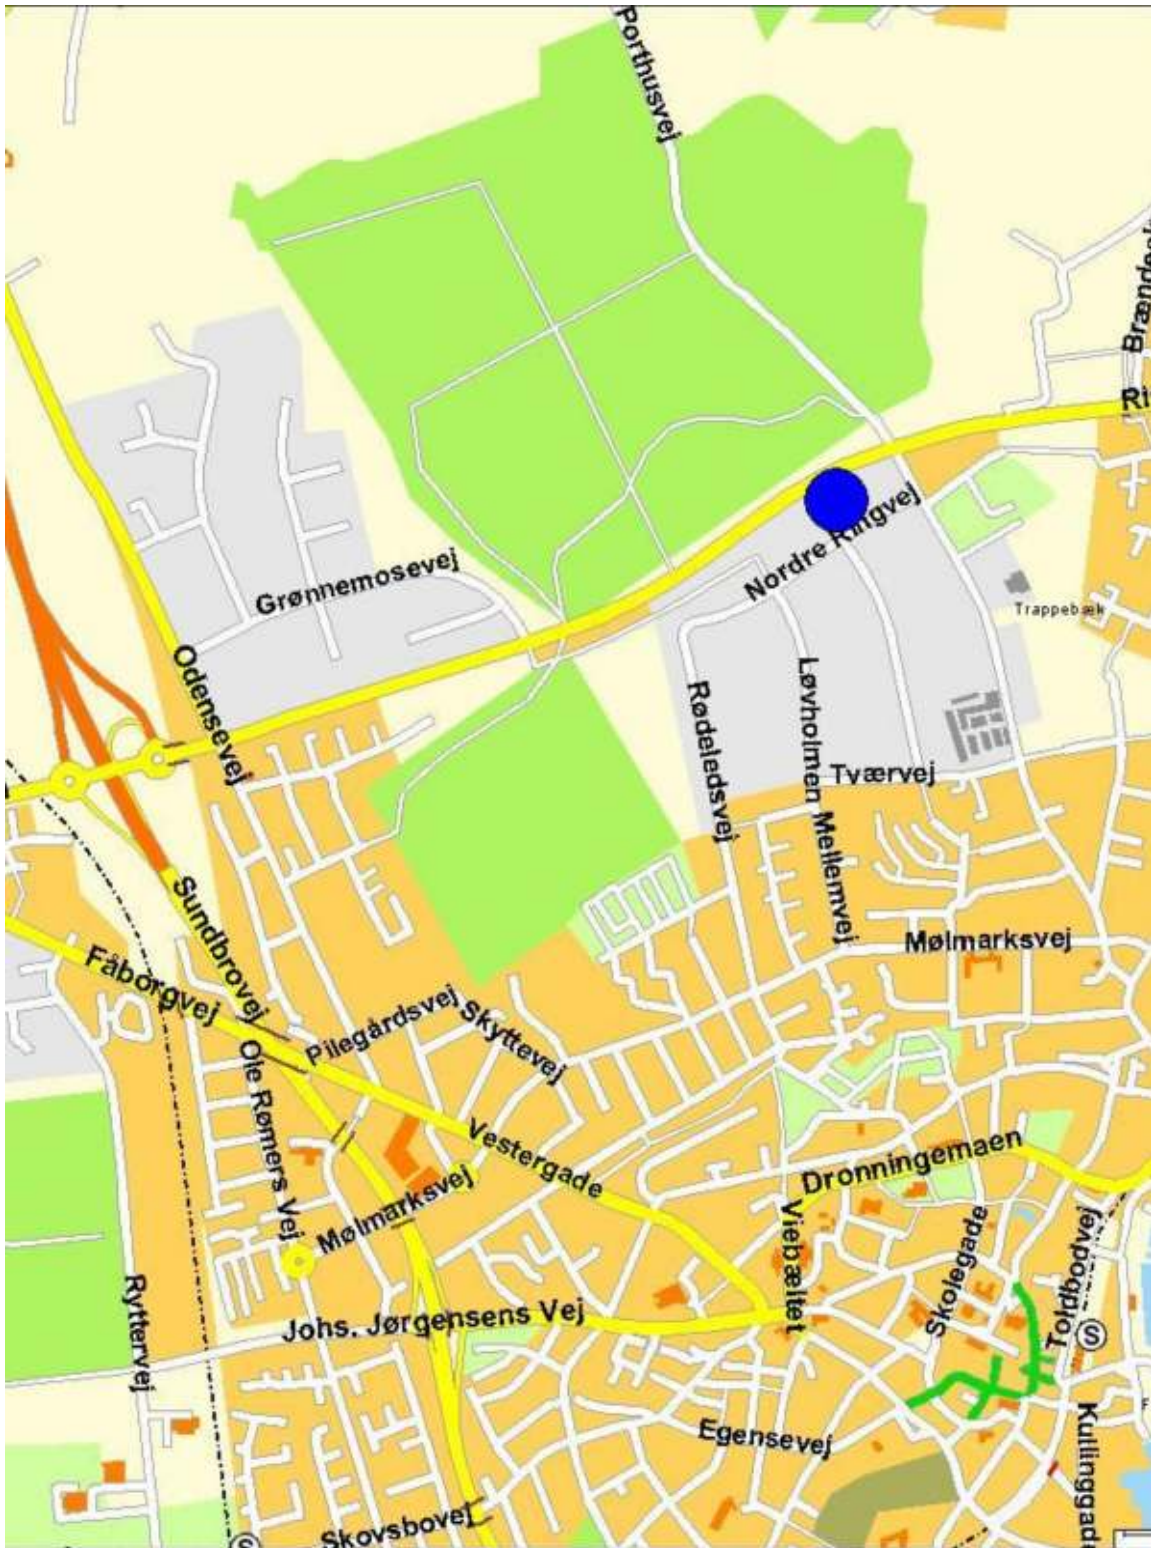 Porthusvej
Nordre Ringvej
Grønnemosevej
Trappebæk
Odensevej
Rødeledsvej
Løvholmen
Tværvej
Mellemvej
Sundbrovej
Mølmarksvej
Fåborgvej
Pilegårdsvej
Skyttevej
Ole Rømers Vej
Vestergade
Dronningemaen
Mølmarksvej
Viebæltet
Skolegade
Toldbodvej
Ryttervej
Johs. Jørgensens Vej
S
Egensevej
Kullinggade
Skovsbovej
S